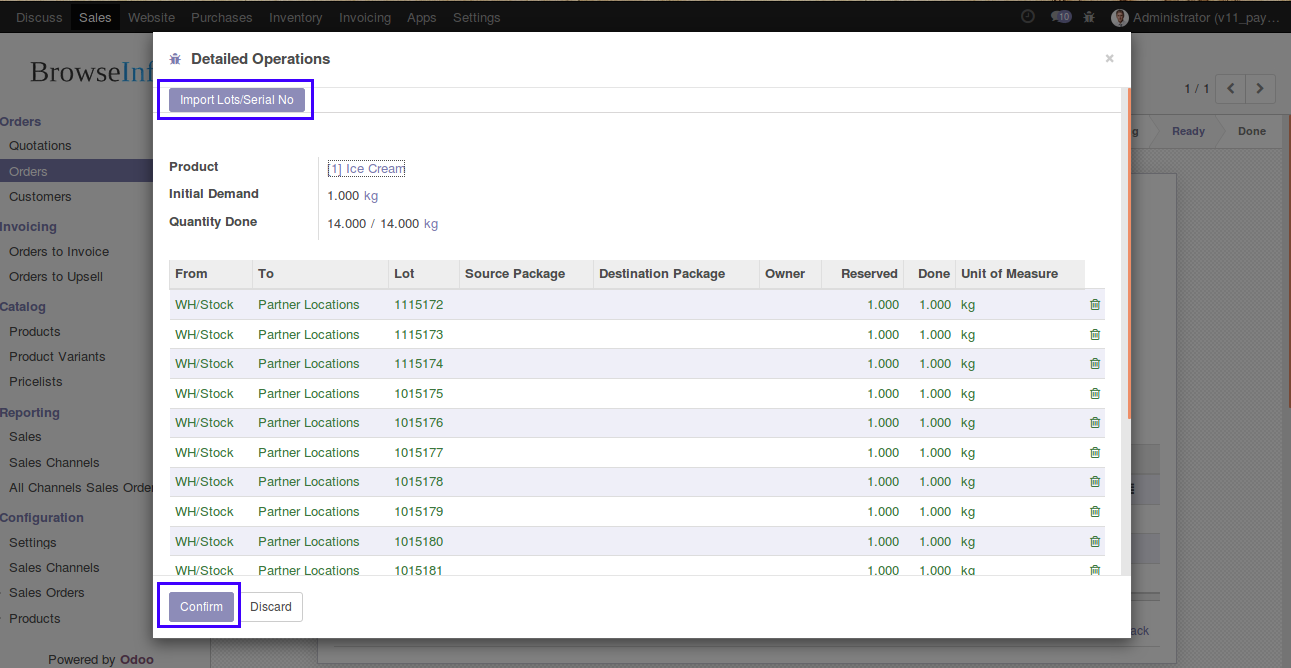 Discuss Sales Website Purchases Inventory Invoicing Apps Settings 10 Administrator (v11_pay...
Detailed Operations ×
BrowseInf
Import Lots/Serial No
1 / 1
Ready Done
Orders
Quotations
Orders
Customers
Invoicing
Orders to Invoice
Orders to Upsell
Catalog
Products
Product Variants
Pricelists
Reporting
Sales
Sales Channels
All Channels Sales Order
Configuration
Settings
Sales Channels
Sales Orders
Products
Powered by Odoo
Product [1] Ice Cream
Initial Demand 1.000 kg
Quantity Done 14.000 / 14.000 kg
From To Lot Source Package Destination Package Owner Reserved Done Unit of Measure
WH/Stock Partner Locations 1115172 1.000 1.000 kg
WH/Stock Partner Locations 1115173 1.000 1.000 kg
WH/Stock Partner Locations 1115174 1.000 1.000 kg
WH/Stock Partner Locations 1015175 1.000 1.000 kg
WH/Stock Partner Locations 1015176 1.000 1.000 kg
WH/Stock Partner Locations 1015177 1.000 1.000 kg
WH/Stock Partner Locations 1015178 1.000 1.000 kg
WH/Stock Partner Locations 1015179 1.000 1.000 kg
WH/Stock Partner Locations 1015180 1.000 1.000 kg
WH/Stock Partner Locations 1015181 1.000 1.000 kg
Confirm Discard